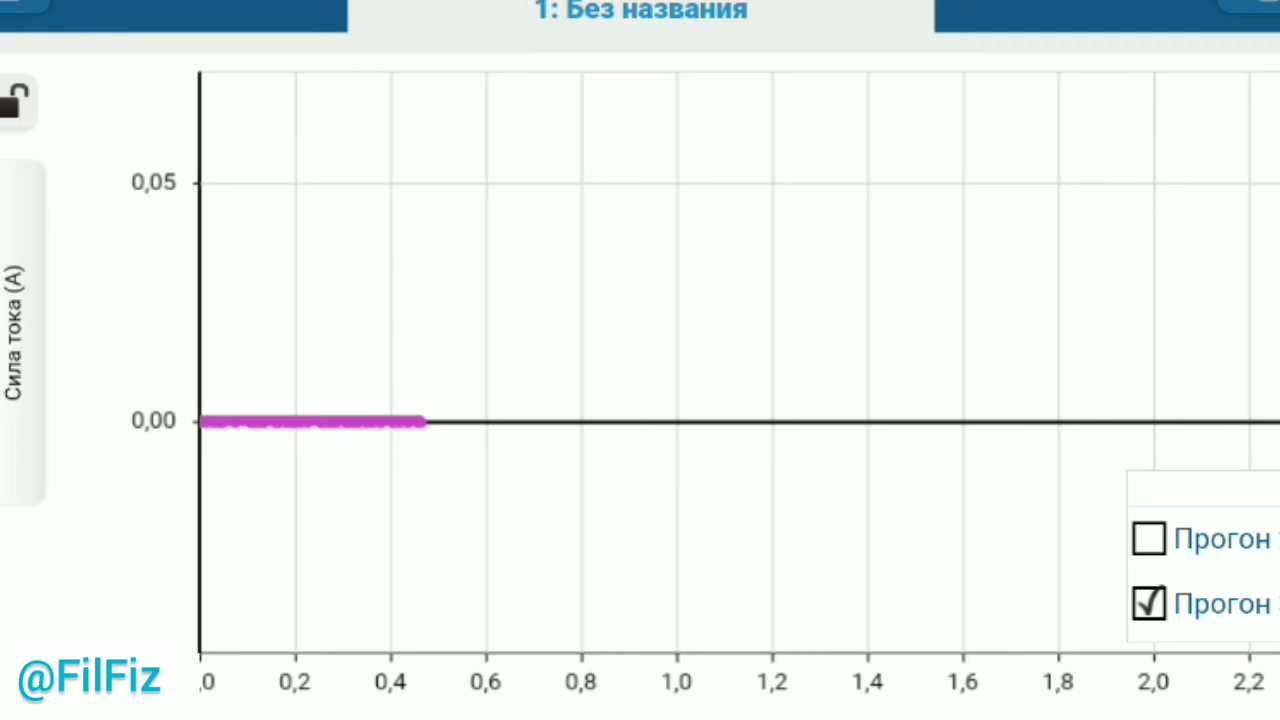 1: Без названия
0,05
Сила тока (А)
0,00
Прогон
Прогон
,0 0,2 0,4 0,6 0,8 1,0 1,2 1,4 1,6 1,8 2,0 2,2
@FilFiz